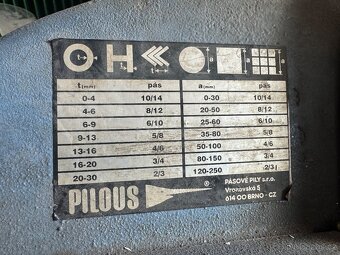 t a a a
t(mm) pás a(mm) pás
0-4 10/14 0-30 10/14
4-6 8/12 20-50 8/12
6-9 6/10 25-60 6/10
9-13 5/8 35-80 5/8
13-16 4/6 50-100 4/6
16-20 3/4 80-150 3/4
20-30 2/3 120-250 2/3
PILOUS ®
PÁSOVÉ PILY s.r.o.
Vranovská 5
614 00 BRNO - CZ